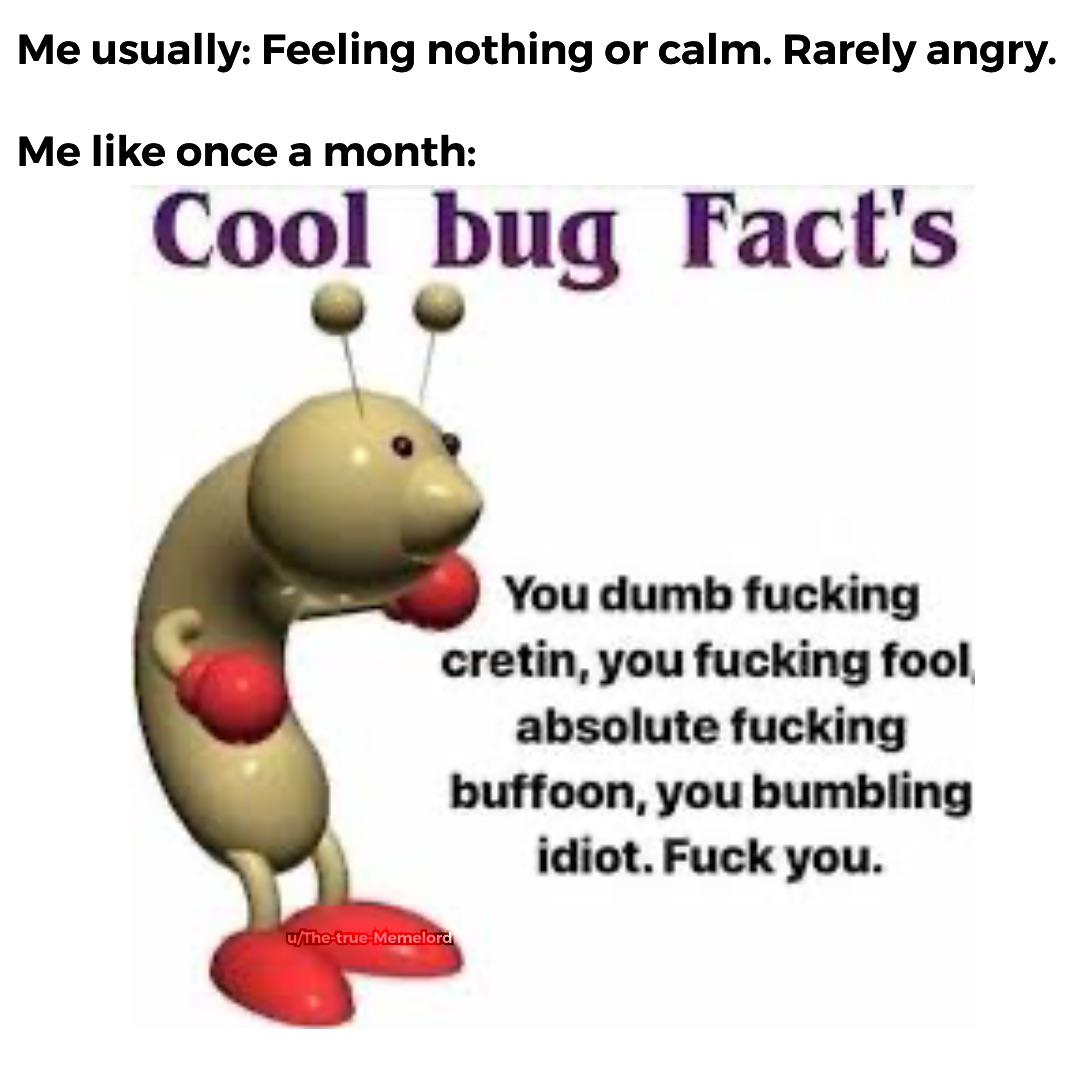 Me usually: Feeling nothing or calm. Rarely angry.
Me like once a month:
Cool bug Fact's
You dumb fucking
cretin, you fucking fool,
absolute fucking
buffoon, you bumbling
idiot. Fuck you.
u/The-true-Memelord